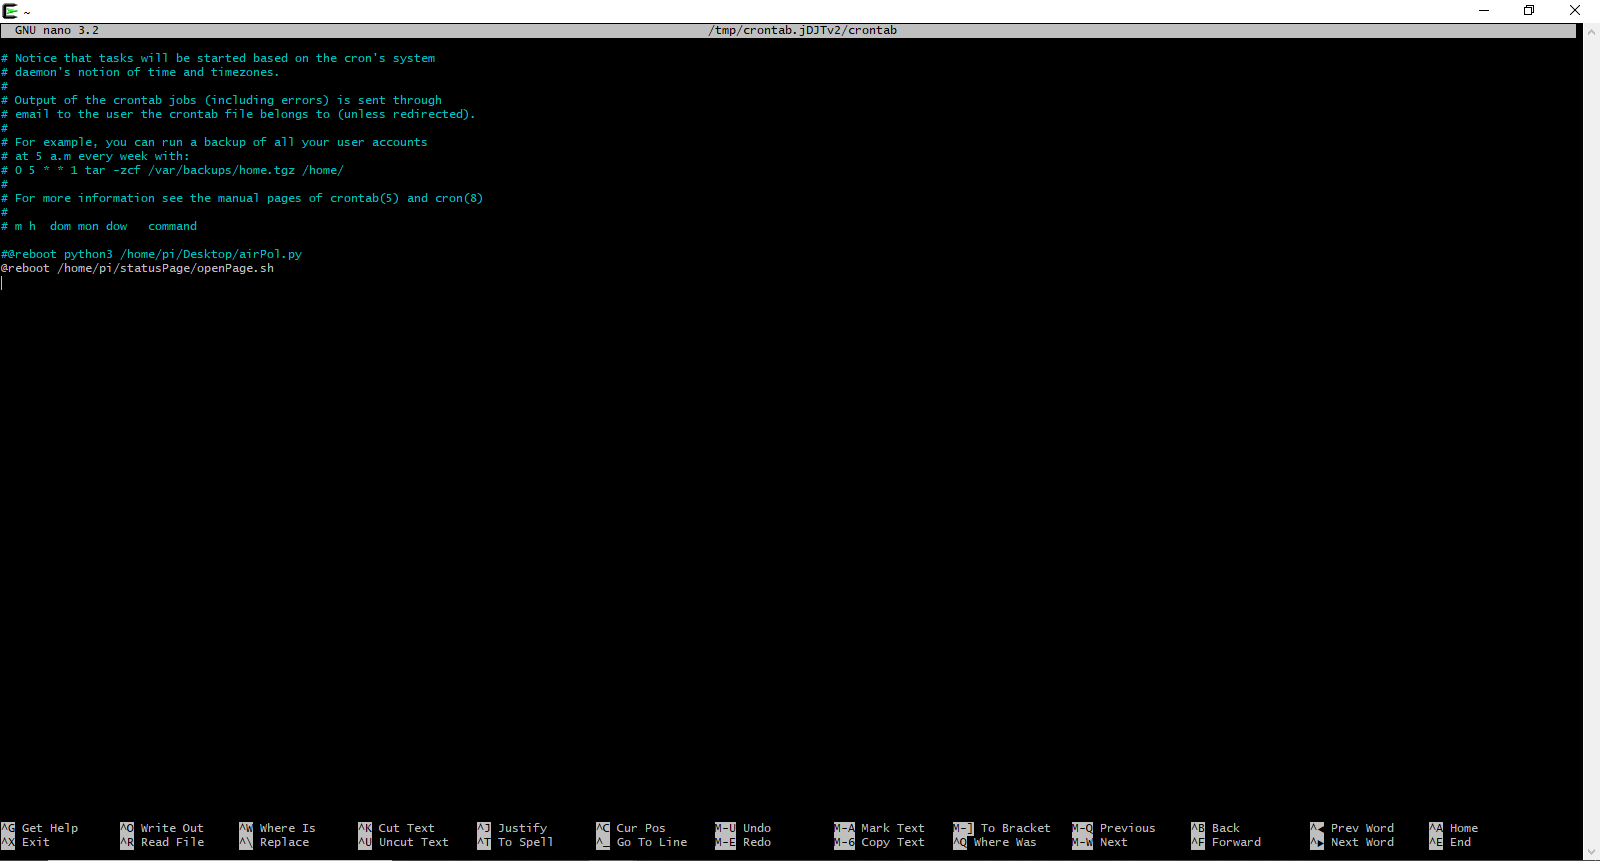 ~
GNU nano 3.2 /tmp/crontab.jDJTv2/crontab
# Notice that tasks will be started based on the cron's system
# daemon's notion of time and timezones.
#
# Output of the crontab jobs (including errors) is sent through
# email to the user the crontab file belongs to (unless redirected).
#
# For example, you can run a backup of all your user accounts
# at 5 a.m every week with:
# 0 5 * * 1 tar -zcf /var/backups/home.tgz /home/
#
# For more information see the manual pages of crontab(5) and cron(8)
#
# m h  dom mon dow   command
#@reboot python3 /home/pi/Desktop/airPol.py
@reboot /home/pi/statusPage/openPage.sh
^G Get Help ^O Write Out ^W Where Is ^K Cut Text ^J Justify ^C Cur Pos M-U Undo M-A Mark Text M-] To Bracket M-Q Previous ^B Back ^◀ Prev Word ^A Home
^X Exit ^R Read File ^\ Replace ^U Uncut Text ^T To Spell ^_ Go To Line M-E Redo M-6 Copy Text ^Q Where Was M-W Next ^F Forward ^▶ Next Word ^E End